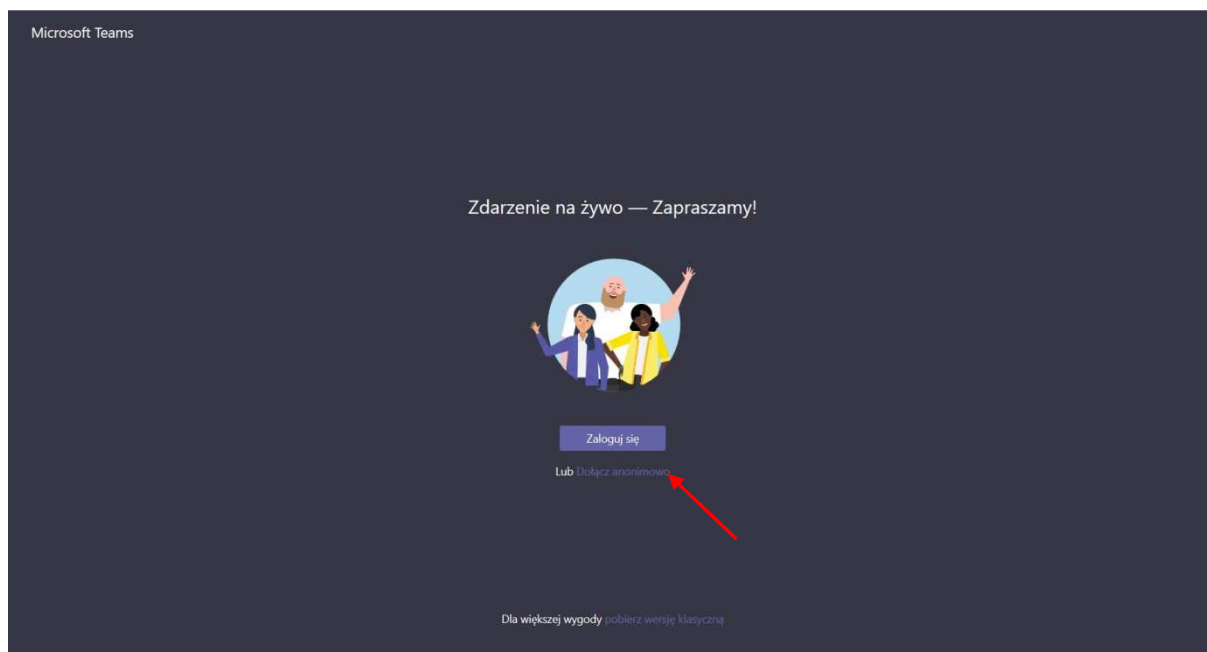 Microsoft Teams
Zdarzenie na żywo — Zapraszamy!
Zaloguj się
Lub Dołącz anonimowo
Dla większej wygody pobierz wersję klasyczną